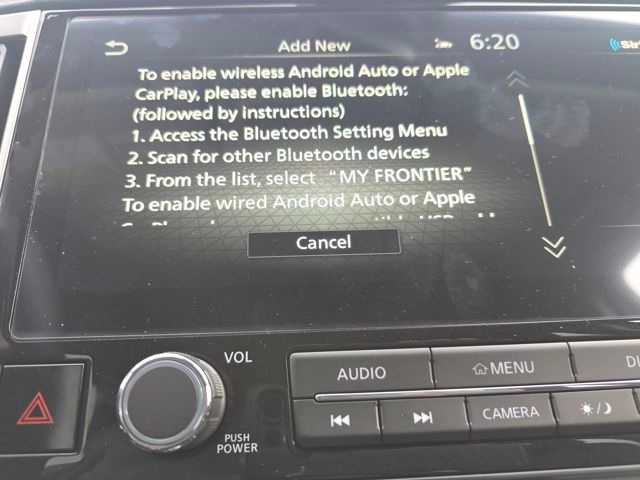 Add New
6:20
Siri
To enable wireless Android Auto or Apple
CarPlay, please enable Bluetooth:
(followed by instructions)
1. Access the Bluetooth Setting Menu
2. Scan for other Bluetooth devices
3. From the list, select "MY FRONTIER"
To enable wired Android Auto or Apple
Cancel
VOL
PUSH
POWER
AUDIO
MENU
DI
CAMERA